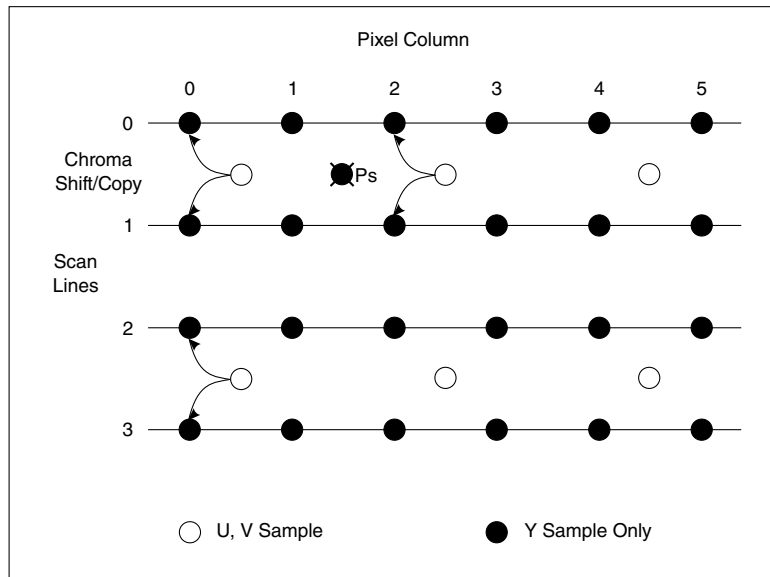 Pixel Column
0 1 2 3 4 5
0
Chroma
Shift/Copy
Ps
1
Scan
Lines
2
3
U, V Sample
Y Sample Only